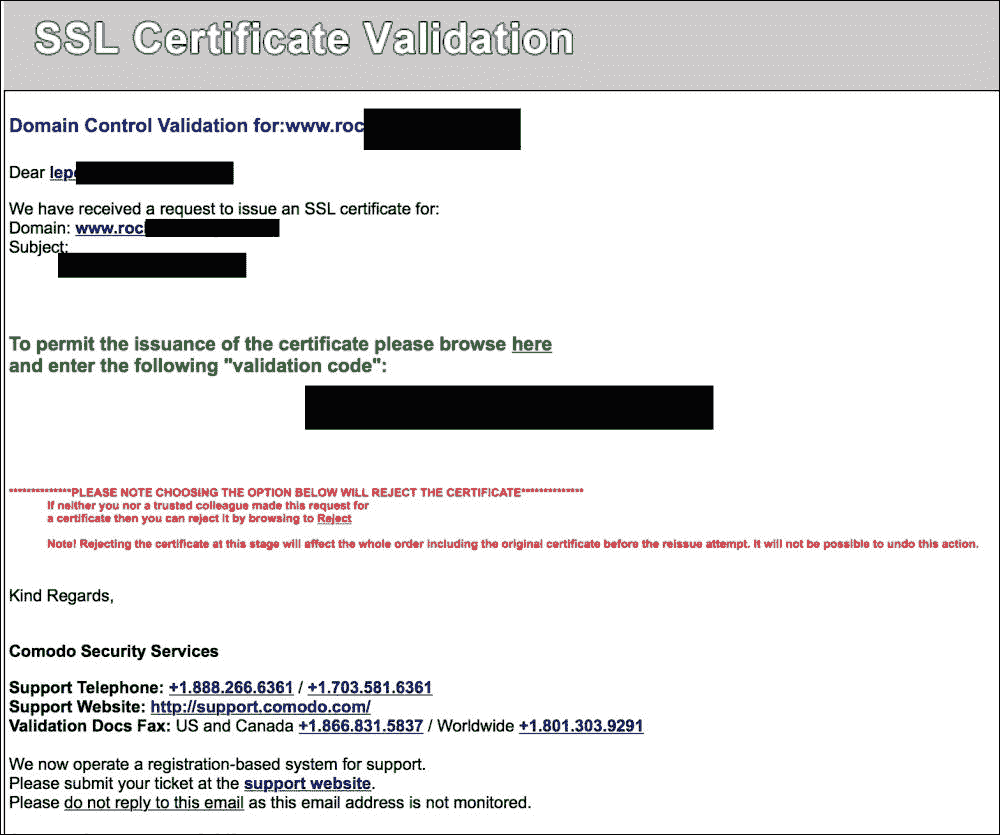 SSL Certificate Validation
Domain Control Validation for:www.roc
Dear lep
We have received a request to issue an SSL certificate for:
Domain: www.roc
Subject:
To permit the issuance of the certificate please browse here
and enter the following "validation code":
**************PLEASE NOTE CHOOSING THE OPTION BELOW WILL REJECT THE CERTIFICATE**************
If neither you nor a trusted colleague made this request for
a certificate then you can reject it by browsing to Reject
Note! Rejecting the certificate at this stage will affect the whole order including the original certificate before the reissue attempt. It will not be possible to undo this action.
Kind Regards,
Comodo Security Services
Support Telephone: +1.888.266.6361 / +1.703.581.6361
Support Website: http://support.comodo.com/
Validation Docs Fax: US and Canada +1.866.831.5837 / Worldwide +1.801.303.9291
We now operate a registration-based system for support.
Please submit your ticket at the support website.
Please do not reply to this email as this email address is not monitored.